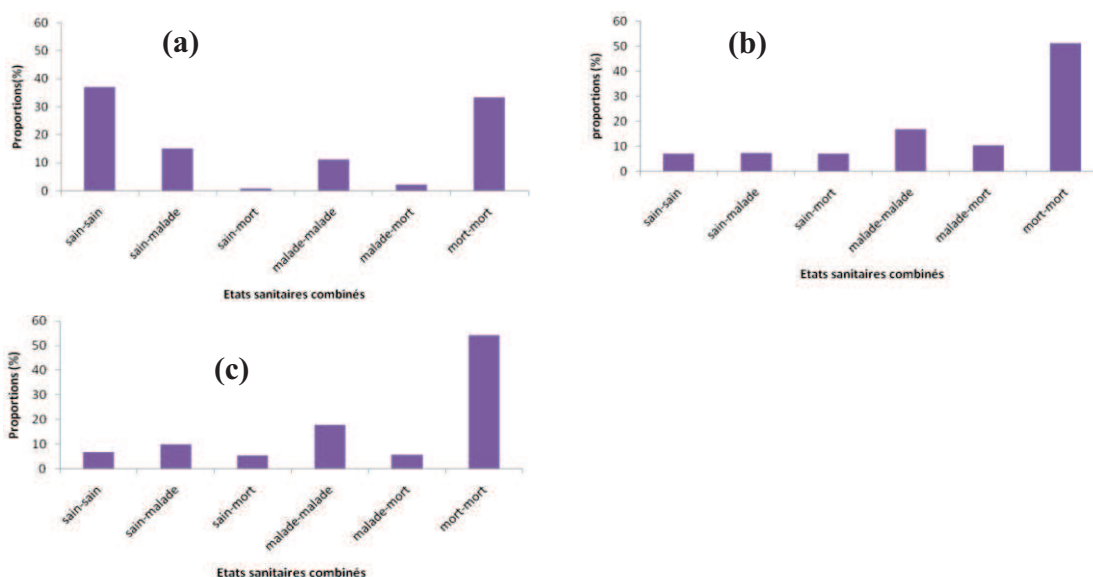 (a)
Proportions(%)
60
50
40
30
20
10
0
sain-sain
sain-malade
sain-mort
malade-malade
malade-mort
mort-mort
Etats sanitaires combinés
(b)
proportions (%)
60
50
40
30
20
10
0
sain-sain
sain-malade
sain-mort
malade-malade
malade-mort
mort-mort
Etats sanitaires combinés
(c)
Proportions (%)
60
50
40
30
20
10
0
sain-sain
sain-malade
sain-mort
malade-malade
malade-mort
mort-mort
Etats sanitaires combinés